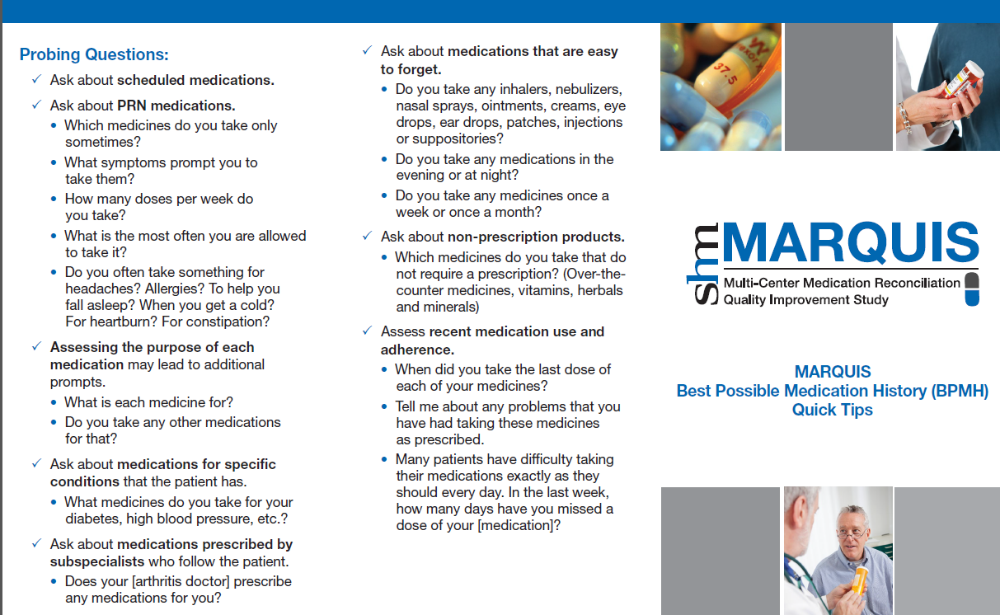 Probing Questions:
✓ Ask about scheduled medications.
✓ Ask about PRN medications.
• Which medicines do you take only
sometimes?
• What symptoms prompt you to
take them?
• How many doses per week do
you take?
• What is the most often you are allowed
to take it?
• Do you often take something for
headaches? Allergies? To help you
fall asleep? When you get a cold?
For heartburn? For constipation?
✓ Assessing the purpose of each
medication may lead to additional
prompts.
• What is each medicine for?
• Do you take any other medications
for that?
✓ Ask about medications for specific
conditions that the patient has.
• What medicines do you take for your
diabetes, high blood pressure, etc.?
✓ Ask about medications prescribed by
subspecialists who follow the patient.
• Does your [arthritis doctor] prescribe
any medications for you?
✓ Ask about medications that are easy
to forget.
• Do you take any inhalers, nebulizers,
nasal sprays, ointments, creams, eye
drops, ear drops, patches, injections
or suppositories?
• Do you take any medications in the
evening or at night?
• Do you take any medicines once a
week or once a month?
✓ Ask about non-prescription products.
• Which medicines do you take that do
not require a prescription? (Over-the-
counter medicines, vitamins, herbals
and minerals)
✓ Assess recent medication use and
adherence.
• When did you take the last dose of
each of your medicines?
• Tell me about any problems that you
have had taking these medicines
as prescribed.
• Many patients have difficulty taking
their medications exactly as they
should every day. In the last week,
how many days have you missed a
dose of your [medication]?
W
37.5
shm
MARQUIS
Multi-Center Medication Reconciliation
Quality Improvement Study
MARQUIS
Best Possible Medication History (BPMH)
Quick Tips